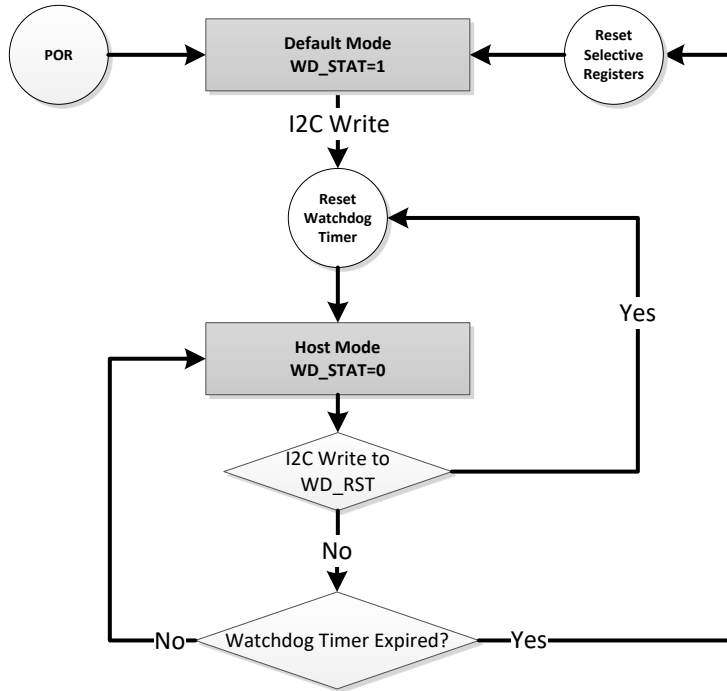 POR
Default Mode
WD_STAT=1
Reset
Selective
Registers
I2C Write
Reset
Watchdog
Timer
Yes
Host Mode
WD_STAT=0
I2C Write to
WD_RST
No
No
Watchdog Timer Expired?
Yes